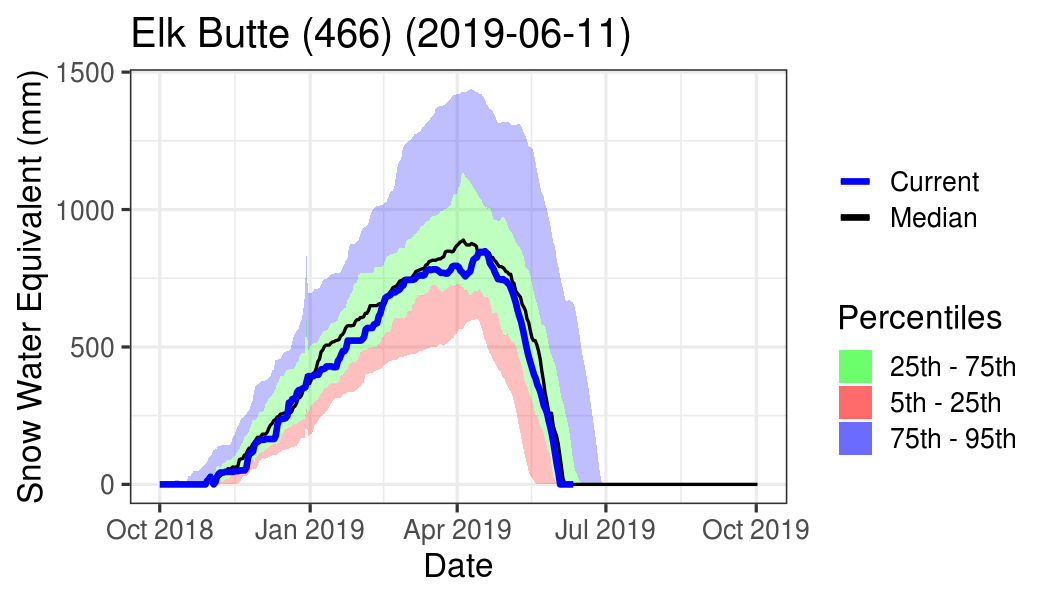 Elk Butte (466) (2019-06-11)
Snow Water Equivalent (mm)
1500
1000
500
0
Oct 2018
Jan 2019
Apr 2019
Jul 2019
Oct 2019
Date
Current
Median
Percentiles
25th - 75th
5th - 25th
75th - 95th